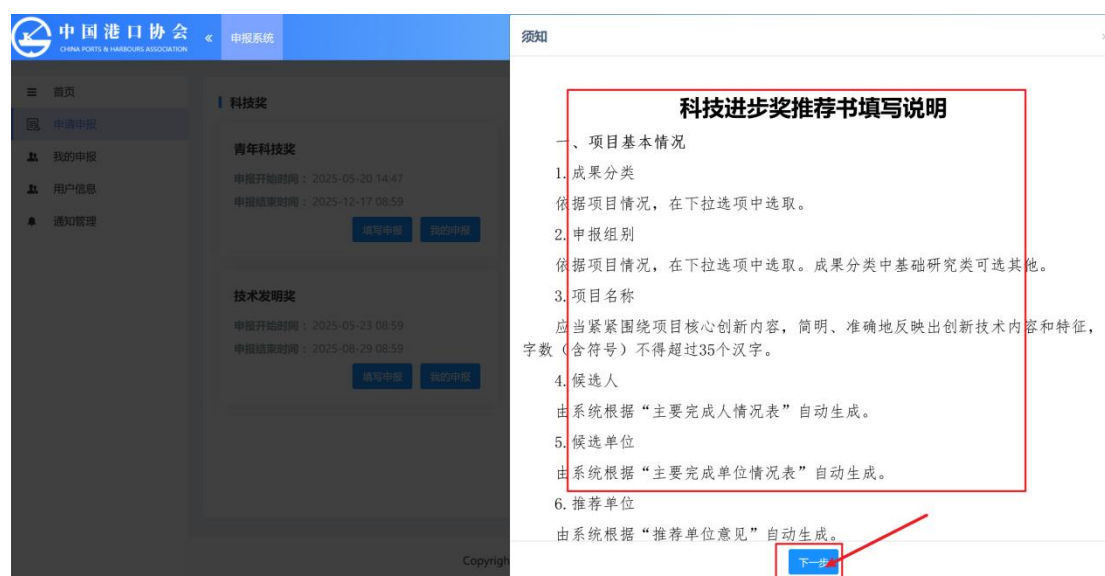 中国港口协会
CHINA PORTS & HARBOURS ASSOCIATION
«
申报系统
首页
申请申报
我的申报
用户信息
通知管理
科技奖
青年科技奖
申报开始时间：2025-05-20 14:47
申报结束时间：2025-12-17 08:59
填写申报 我的申报
技术发明奖
申报开始时间：2025-05-23 08:59
申报结束时间：2025-08-29 08:59
填写申报 我的申报
Copyrigh
须知
科技进步奖推荐书填写说明
一、项目基本情况
1.成果分类
依据项目情况，在下拉选项中选取。
2.申报组别
依据项目情况，在下拉选项中选取。成果分类中基础研究类可选其他。
3.项目名称
应当紧紧围绕项目核心创新内容，简明、准确地反映出创新技术内容和特征，
字数（含符号）不得超过35个汉字。
4.候选人
由系统根据“主要完成人情况表”自动生成。
5.候选单位
由系统根据“主要完成单位情况表”自动生成。
6.推荐单位
由系统根据“推荐单位意见”自动生成。
下一步